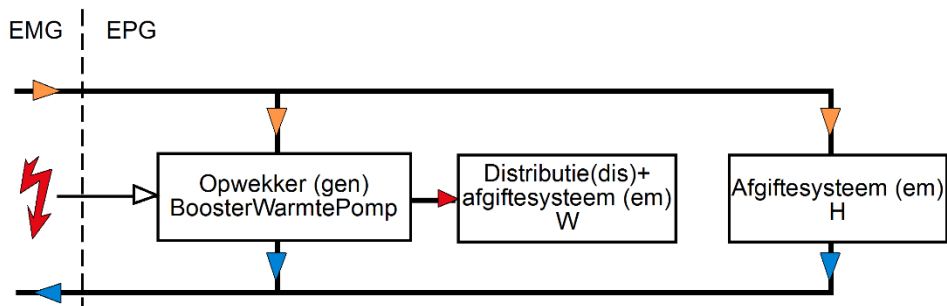 EMG
EPG
Opwekker (gen)
BoosterWarmtePomp
Distributie(dis)+
afgiftesysteem (em)
W
Afgiftesysteem (em)
H